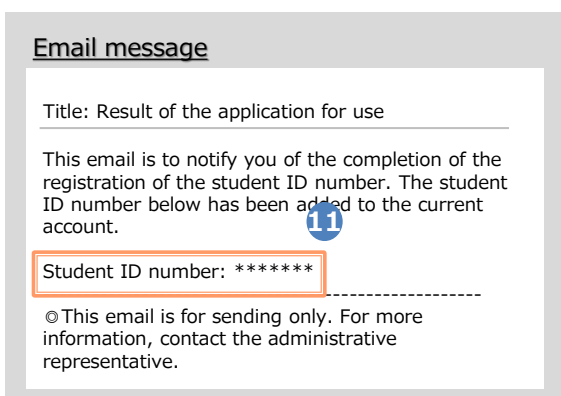 Email message
Title: Result of the application for use
This email is to notify you of the completion of the
registration of the student ID number. The student
ID number below has been added to the current
account.
11
Student ID number: *******
-------------------
◎This email is for sending only. For more
information, contact the administrative
representative.